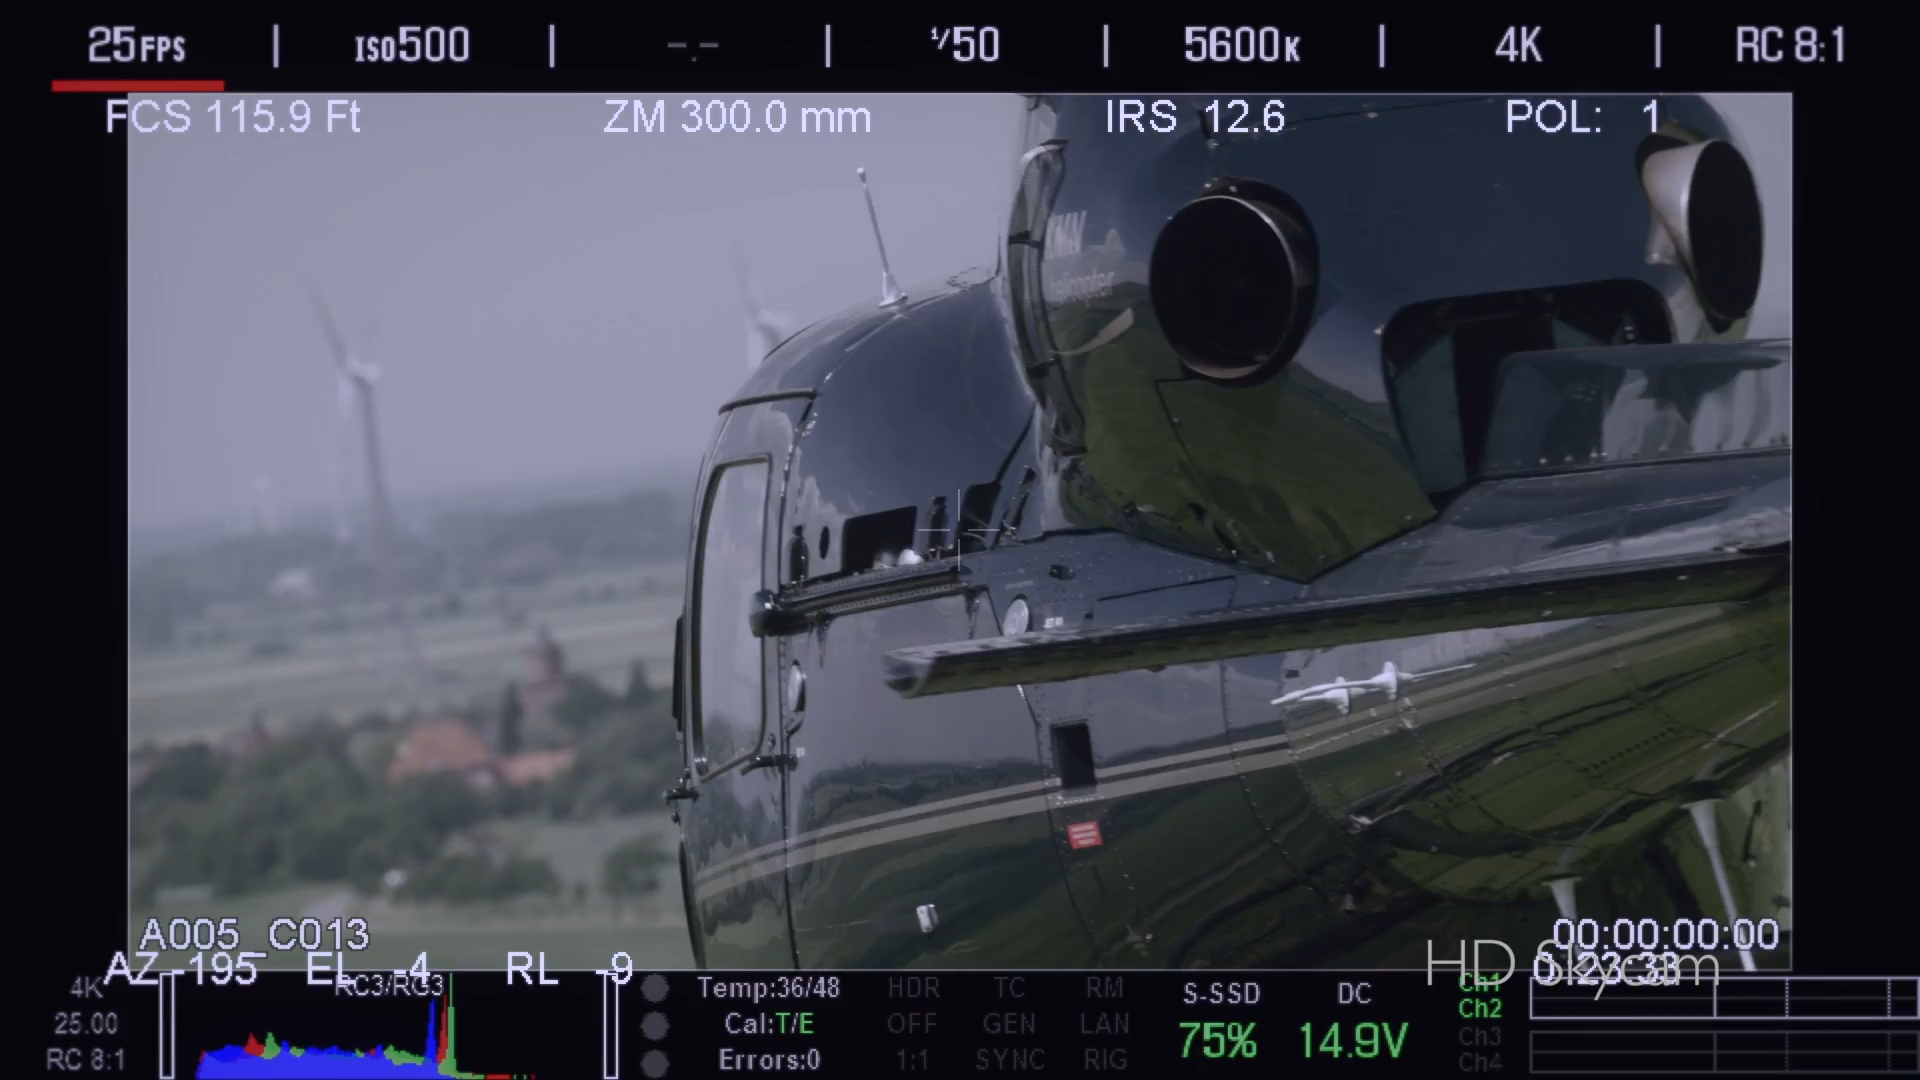 25FPS | ISO500 | -.- | 1/50 | 5600K | 4K | RC 8:1
FCS 115.9 Ft ZM 300.0 mm IRS 12.6 POL: 1
A005_C013 00:00:00:00
AZ -195 EL -4 RL -9
HD Skycam
4K RC3/RG3 Temp:36/48 HDR TC RM S-SSD DC Ch1
25.00 Cal:T/E OFF GEN LAN 75% 14.9V Ch2
RC 8:1 Errors:0 1:1 SYNC RIG Ch3
Ch4